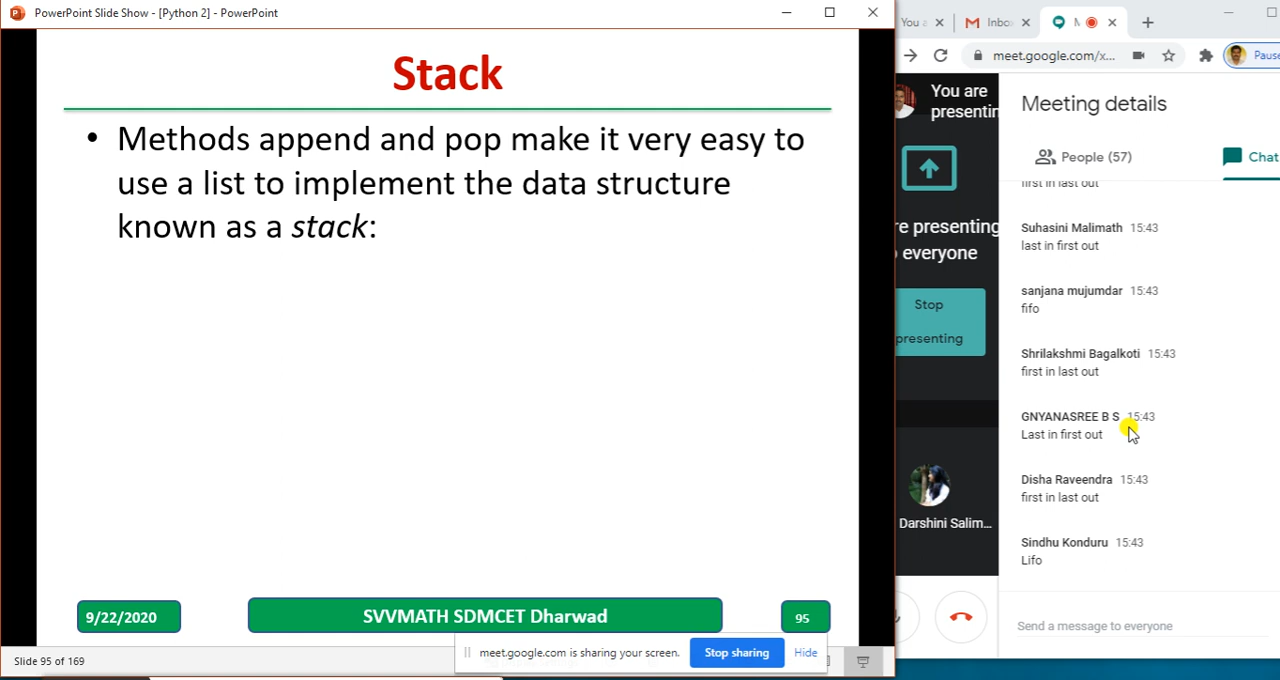 PowerPoint Slide Show - [Python 2] - PowerPoint
Stack
• Methods append and pop make it very easy to
use a list to implement the data structure
known as a stack:
9/22/2020
SVVMATH SDMCET Dharwad
95
Slide 95 of 169
meet.google.com is sharing your screen.
Stop sharing
Hide
You a
Inbo
M
meet.google.com/x...
Pause
You are
presentin
re presenting
o everyone
Stop
presenting
Darshini Salim...
Meeting details
People (57)
Chat
first in last out
Suhasini Malimath 15:43
last in first out
sanjana mujumdar 15:43
fifo
Shrilakshmi Bagalkoti 15:43
first in last out
GNYANASREE B S 15:43
Last in first out
Disha Raveendra 15:43
first in last out
Sindhu Konduru 15:43
Lifo
Send a message to everyone